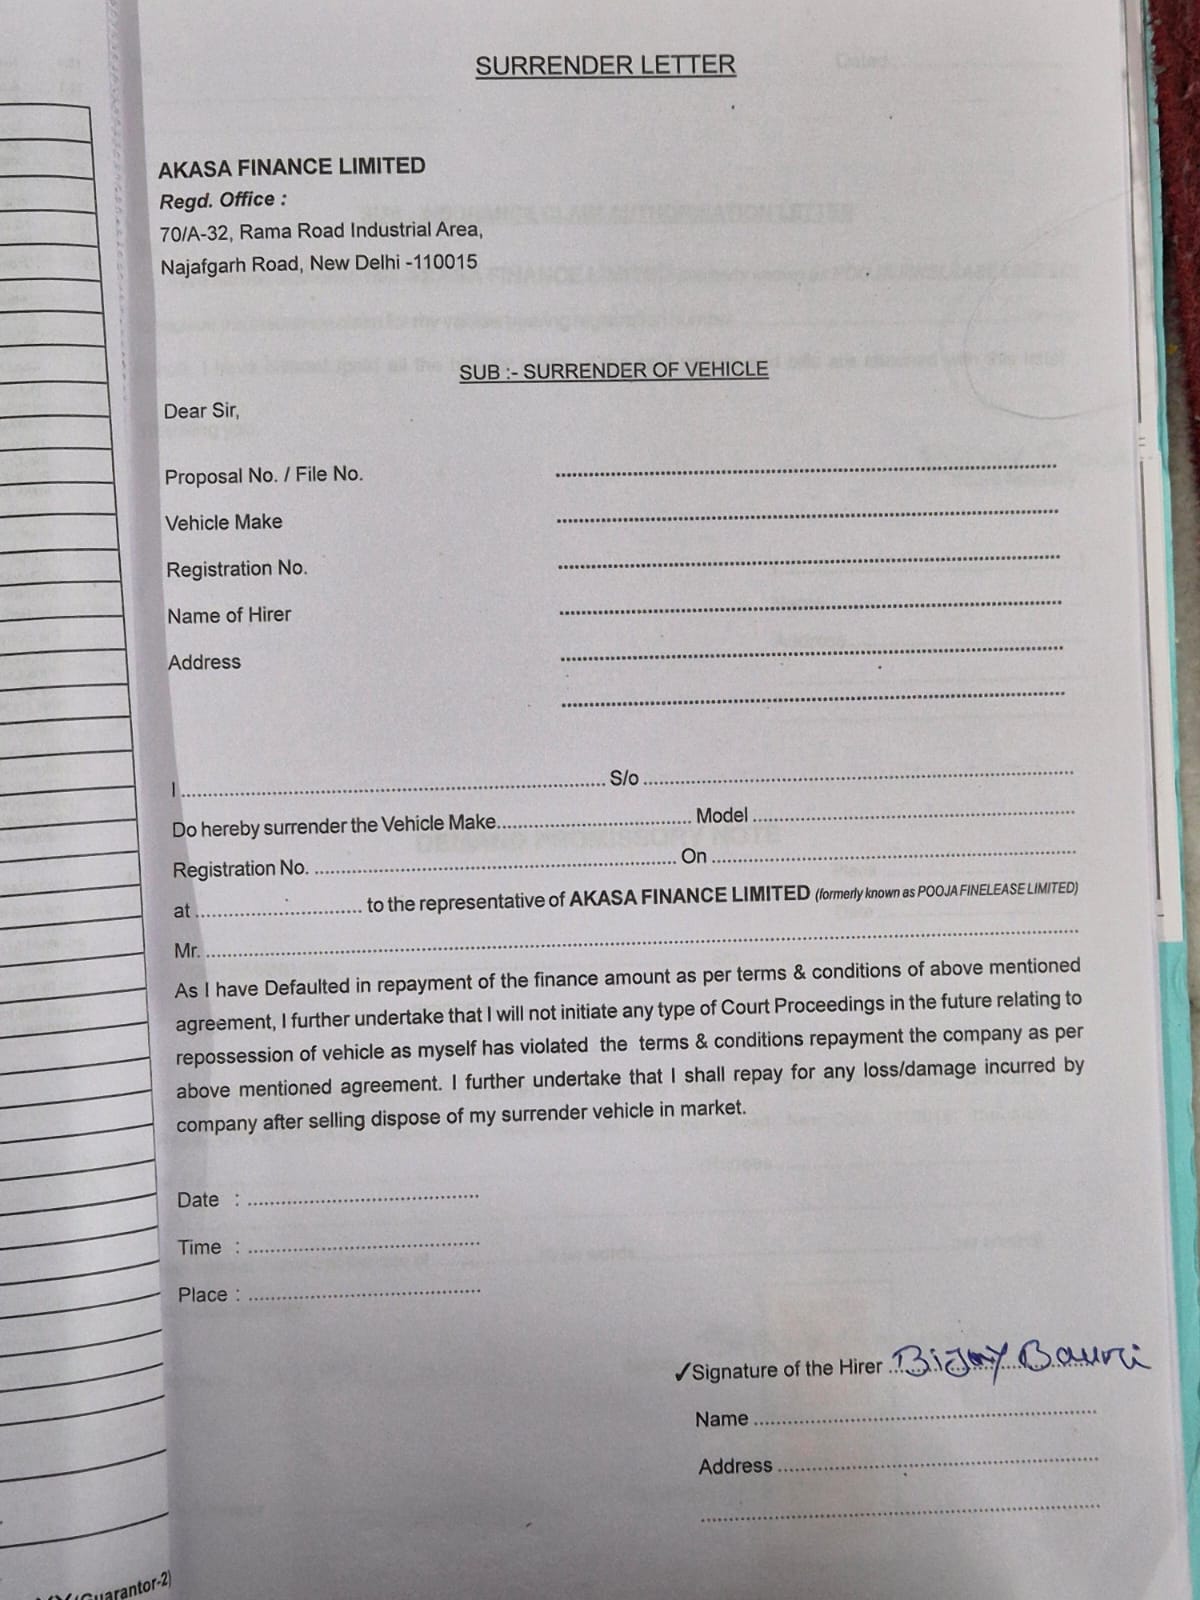 SURRENDER LETTER
AKASA FINANCE LIMITED
Regd. Office :
70/A-32, Rama Road Industrial Area,
Najafgarh Road, New Delhi -110015
SUB :- SURRENDER OF VEHICLE
Dear Sir,
Proposal No. / File No. ................................
Vehicle Make ................................
Registration No. ................................
Name of Hirer ................................
Address ................................
................................
I ................................ S/o ................................
Do hereby surrender the Vehicle Make................................ Model ................................
Registration No. ................................ On ................................
at ................................ to the representative of AKASA FINANCE LIMITED (formerly known as POOJA FINELEASE LIMITED)
Mr. ................................
As I have Defaulted in repayment of the finance amount as per terms & conditions of above mentioned
agreement, I further undertake that I will not initiate any type of Court Proceedings in the future relating to
repossession of vehicle as myself has violated the terms & conditions repayment the company as per
above mentioned agreement. I further undertake that I shall repay for any loss/damage incurred by
company after selling dispose of my surrender vehicle in market.
Date : ................................
Time : ................................
Place : ................................
✓Signature of the Hirer Bijoy Bauri
Name ................................
Address ................................
................................
(Guarantor-2)